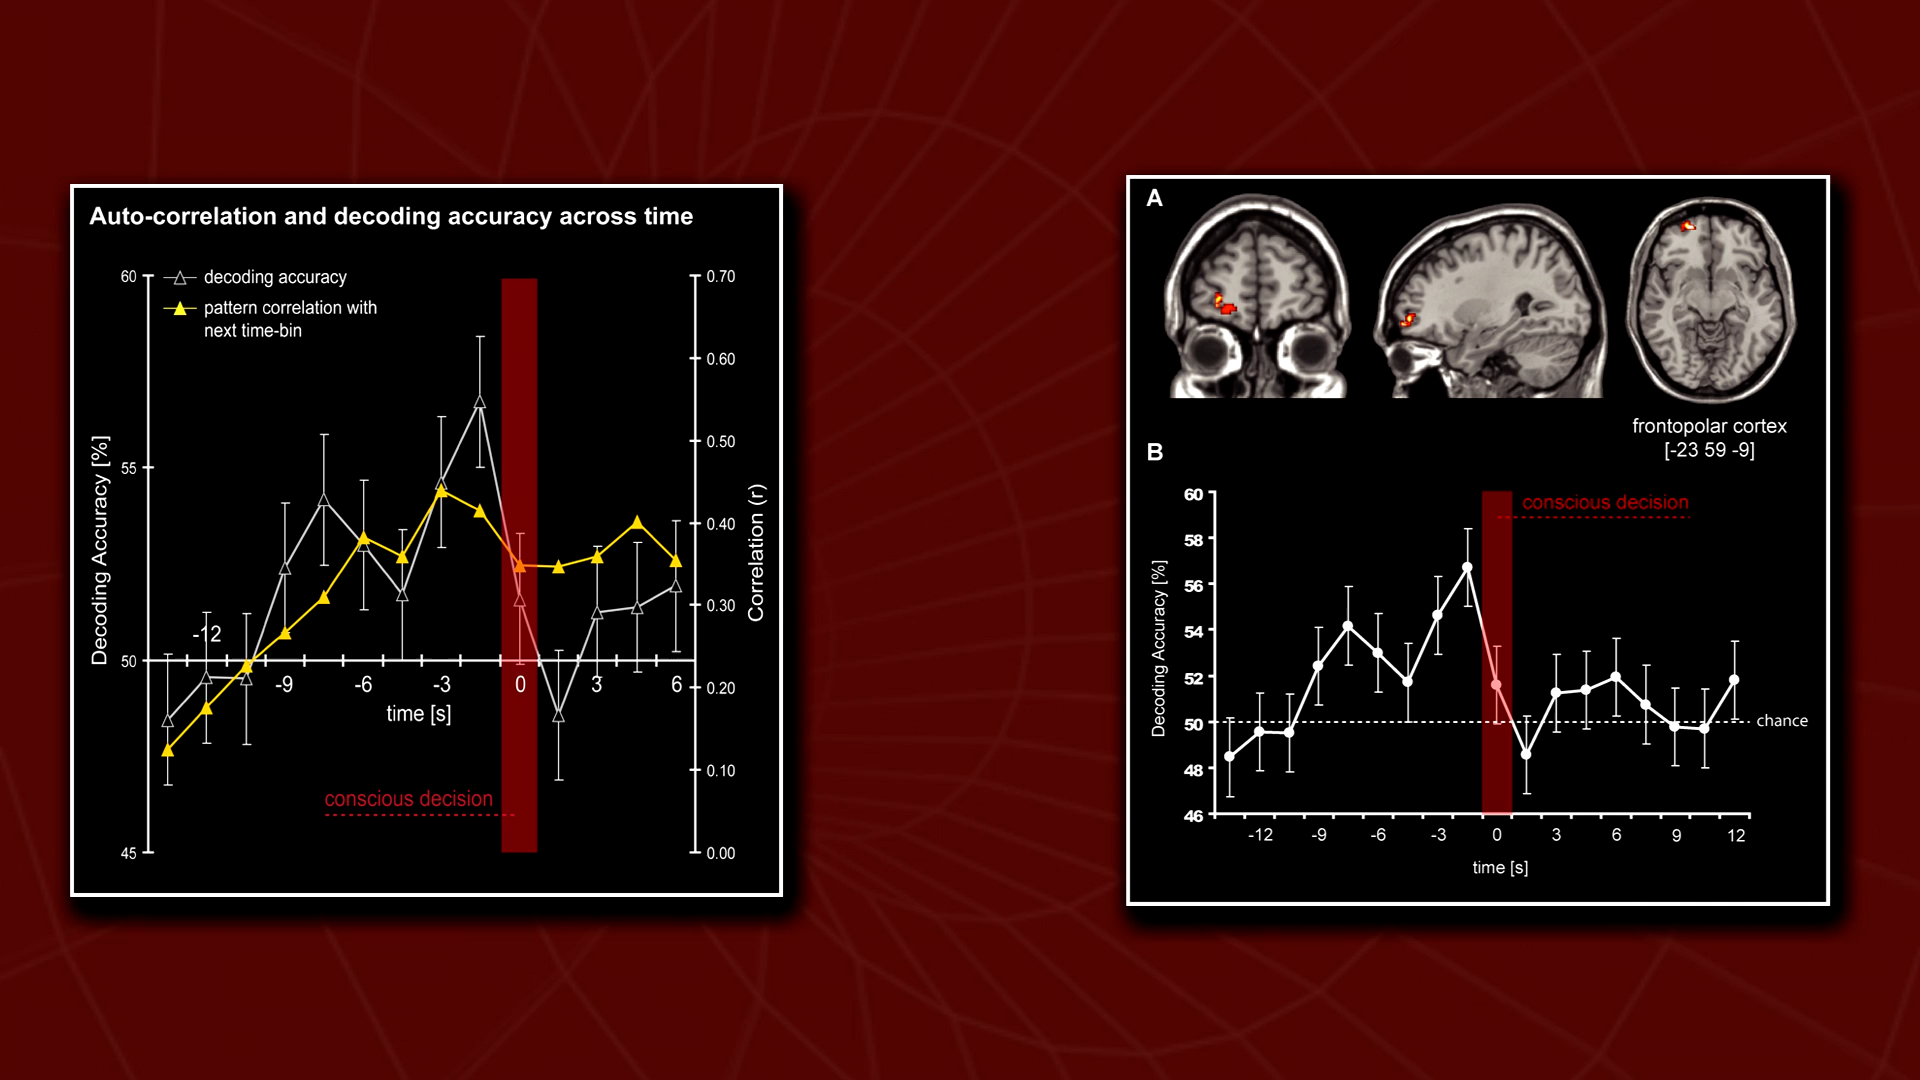 Auto-correlation and decoding accuracy across time
decoding accuracy
pattern correlation with
next time-bin
60
55
50
45
Decoding Accuracy [%]
-12
-9
-6
-3
0
3
6
time [s]
conscious decision
0.70
0.60
0.50
0.40
0.30
0.20
0.10
0.00
Correlation (r)
A
frontopolar cortex
[-23 59 -9]
B
60
58
56
54
52
50
48
46
Decoding Accuracy [%]
conscious decision
chance
-12
-9
-6
-3
0
3
6
9
12
time [s]